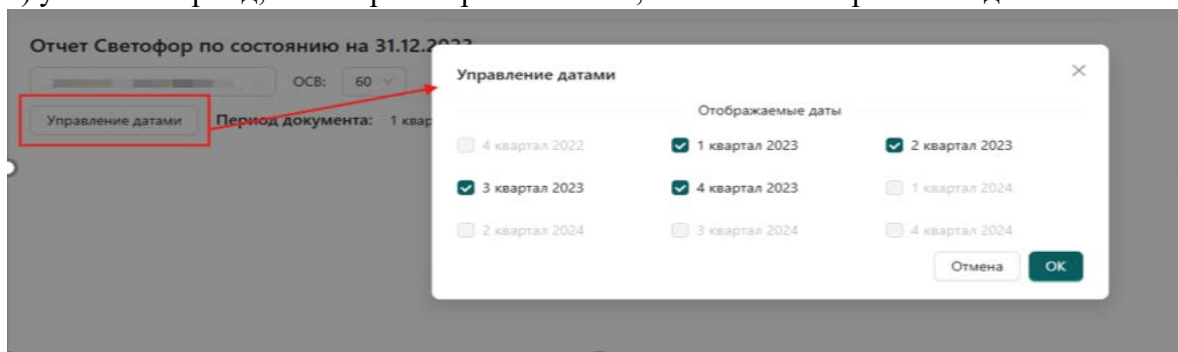 Отчет Светофор по состоянию на 31.12.2023
ОСВ: 60
Управление датами Период документа: 1 квар
Управление датами
Отображаемые даты
4 квартал 2022 1 квартал 2023 2 квартал 2023
3 квартал 2023 4 квартал 2023 1 квартал 2024
2 квартал 2024 3 квартал 2024 4 квартал 2024
Отмена OK